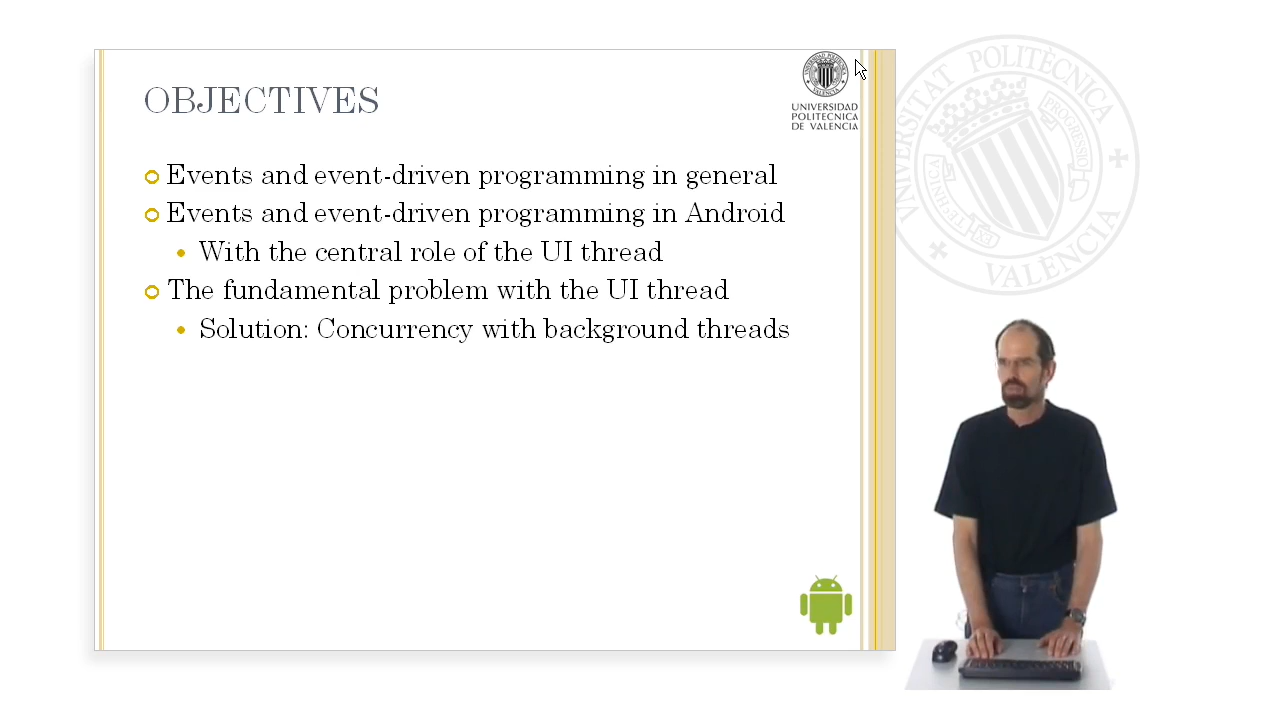 OBJECTIVES
UNIVERSIDAD
POLITECNICA
DE VALENCIA
Events and event-driven programming in general
Events and event-driven programming in Android
With the central role of the UI thread
The fundamental problem with the UI thread
Solution: Concurrency with background threads
UNIVERSITAT POLITÈCNICA
VALÈNCIA